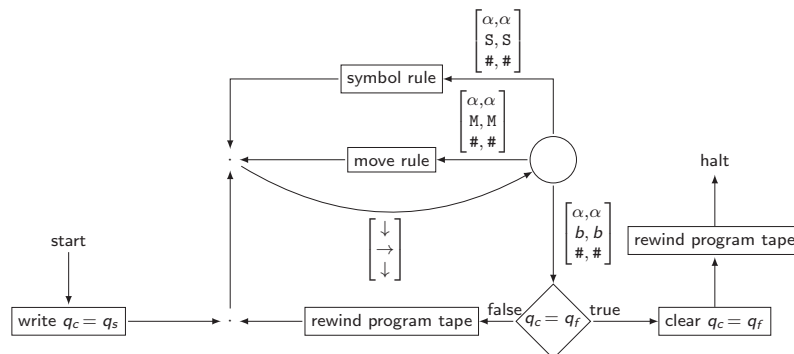 α,α
S, S
#, #
symbol rule
α,α
M, M
#, #
move rule
halt
↓
→
↓
α,α
b, b
#, #
start
rewind program tape
write q_c = q_s
rewind program tape
false
q_c = q_f
true
clear q_c = q_f